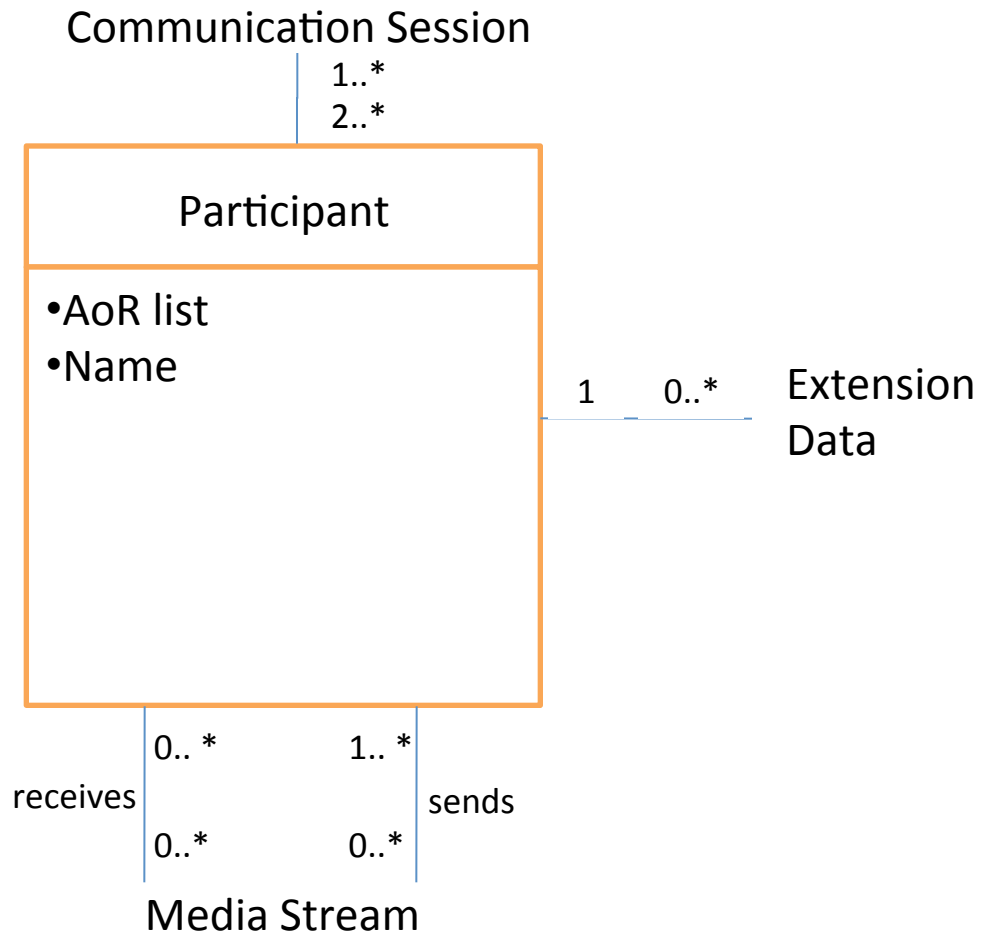 Communication Session
1..*
2..*
Participant
•AoR list
•Name
1 0..*
Extension
Data
0.. * 1.. *
receives sends
0..* 0..*
Media Stream